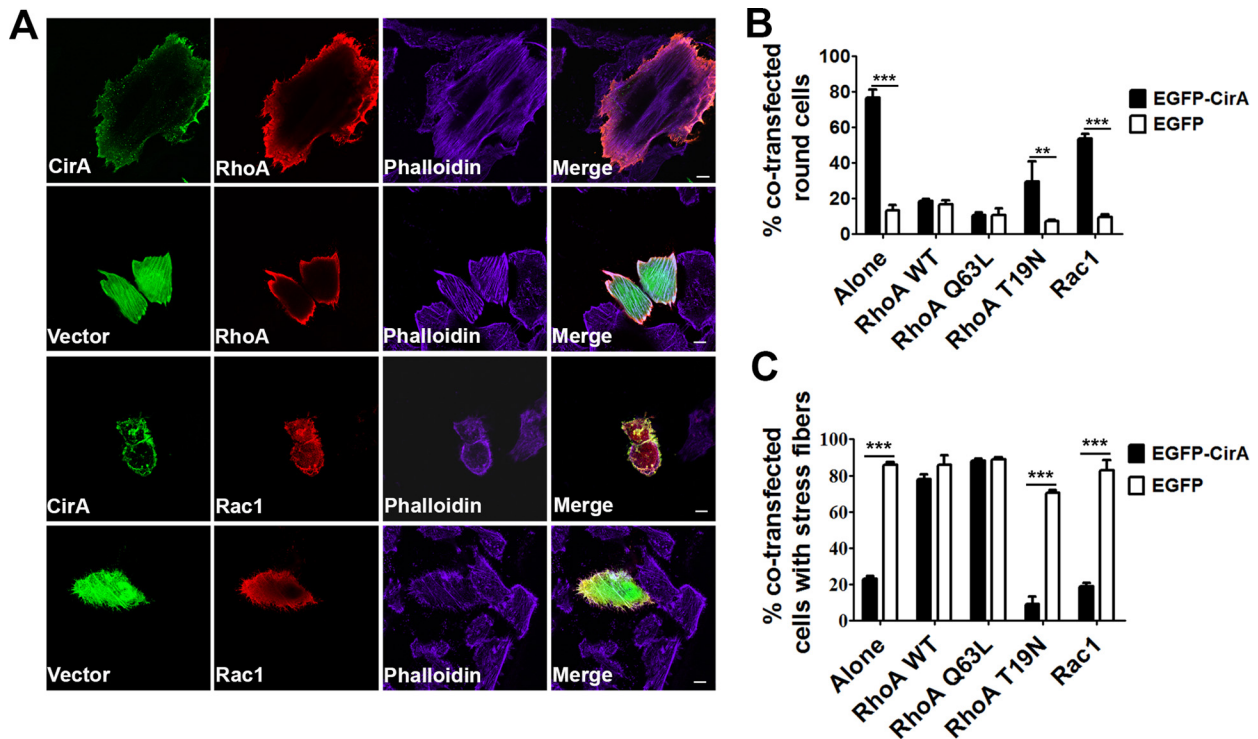 A
CirA RhoA Phalloidin Merge
Vector RhoA Phalloidin Merge
CirA Rac1 Phalloidin Merge
Vector Rac1 Phalloidin Merge
B
% co-transfected
round cells
100
80
60
40
20
0
***
**
***
EGFP-CirA
EGFP
Alone
RhoA WT
RhoA Q63L
RhoA T19N
Rac1
C
% co-transfected
cells with stress fibers
100
80
60
40
20
0
***
***
***
EGFP-CirA
EGFP
Alone
RhoA WT
RhoA Q63L
RhoA T19N
Rac1